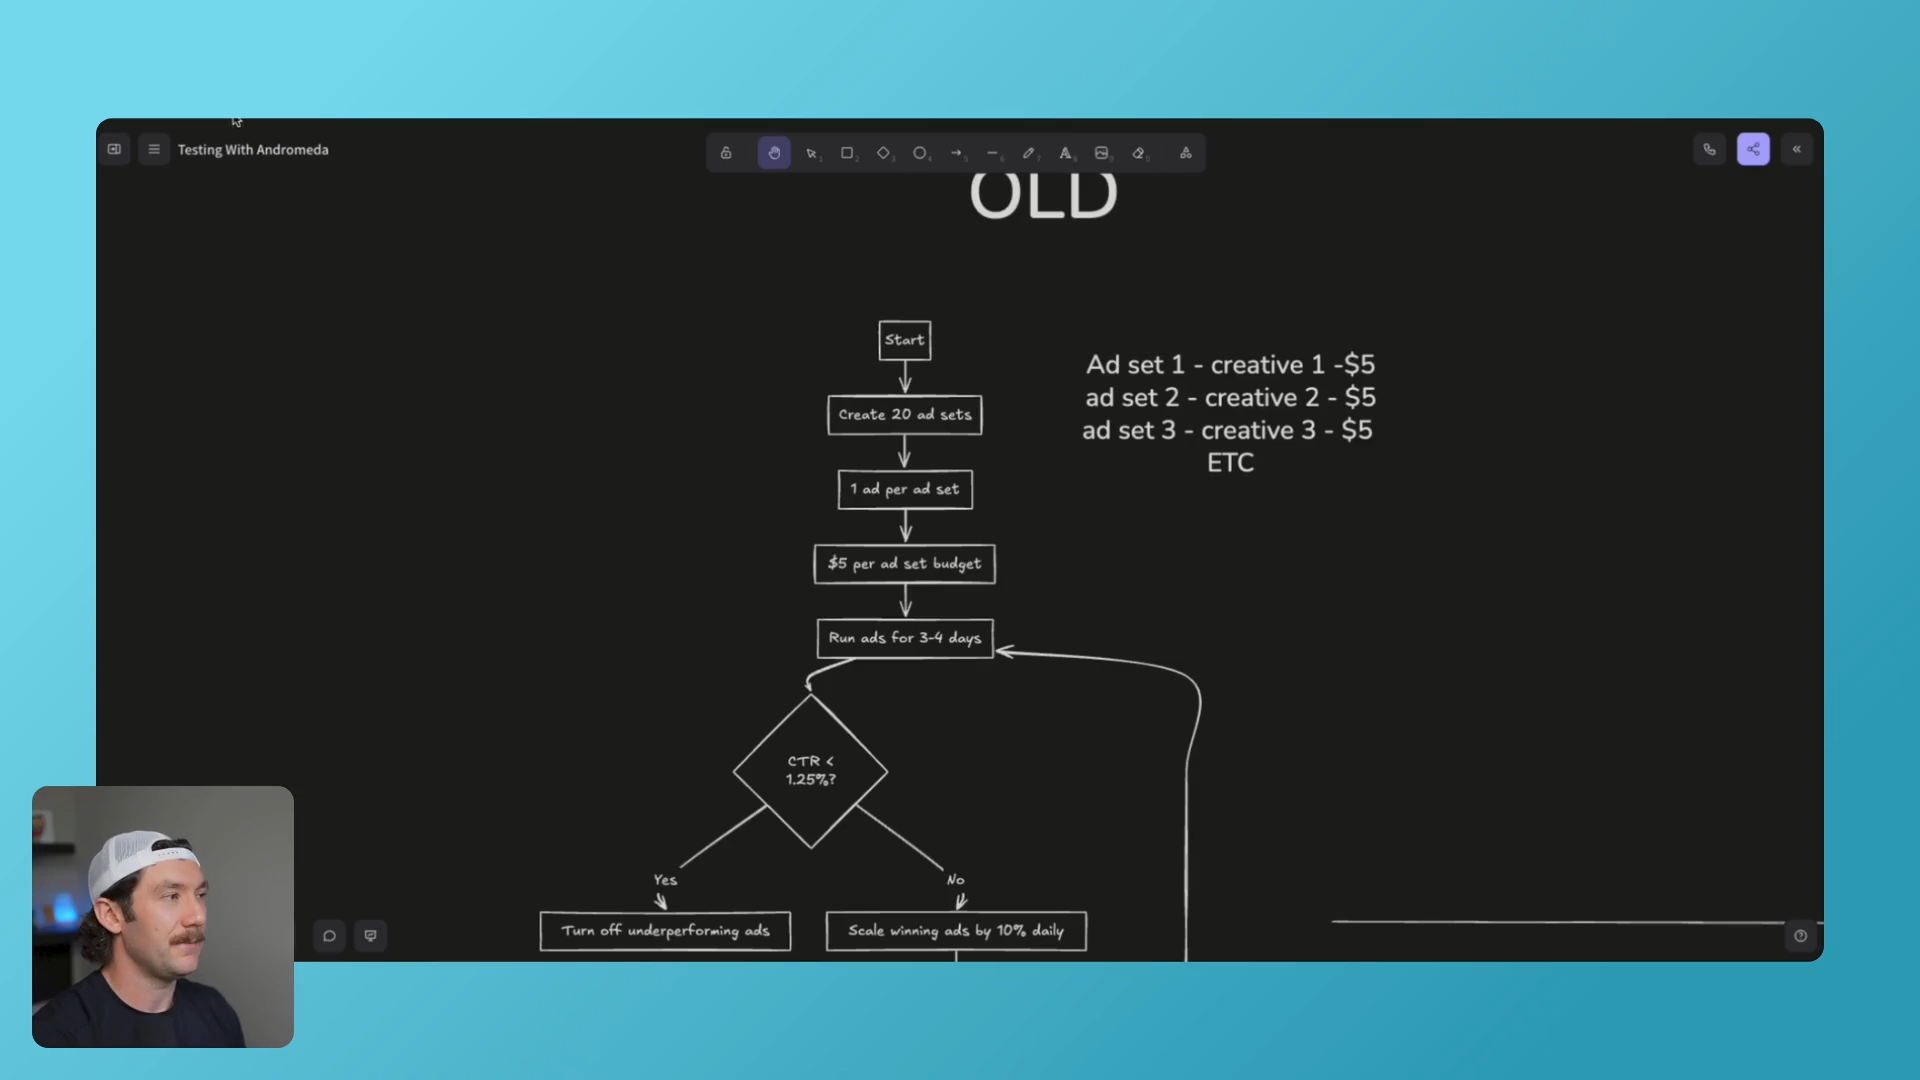 Testing With Andromeda
OLD
Start
Create 20 ad sets
1 ad per ad set
$5 per ad set budget
Run ads for 3-4 days
CTR <
1.25%?
Yes
No
Turn off underperforming ads
Scale winning ads by 10% daily
Ad set 1 - creative 1 -$5
ad set 2 - creative 2 - $5
ad set 3 - creative 3 - $5
ETC